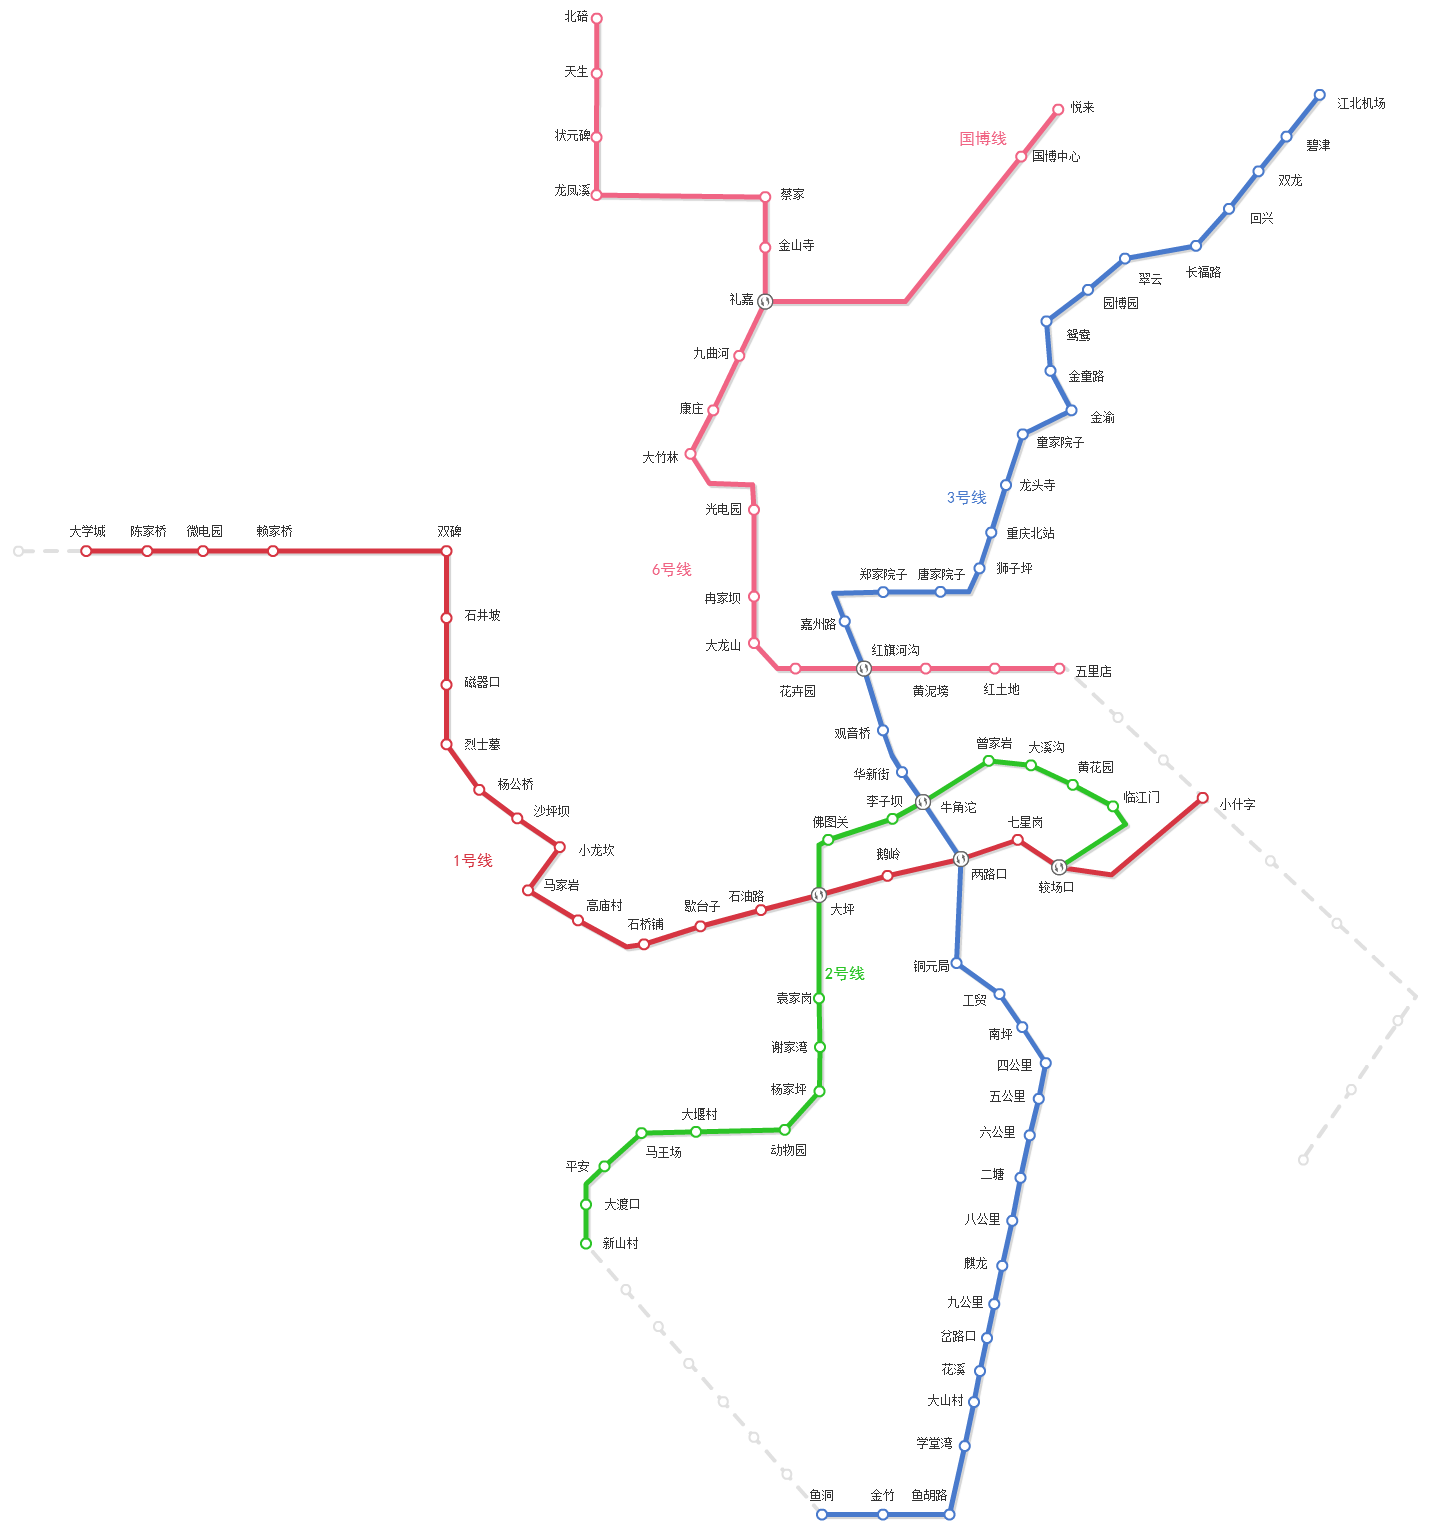 北碚
天生
状元碑
龙凤溪
蔡家
金山寺
礼嘉
九曲河
康庄
大竹林
光电园
6号线
冉家坝
大龙山
花卉园
红旗河沟
黄泥塝
红土地
五里店
国博线
悦来
国博中心
江北机场
碧津
双龙
回兴
长福路
翠云
园博园
鸳鸯
金童路
金渝
童家院子
3号线
龙头寺
重庆北站
狮子坪
唐家院子
郑家院子
嘉州路
观音桥
华新街
牛角沱
两路口
铜元局
工贸
南坪
四公里
五公里
六公里
二塘
八公里
麒龙
九公里
岔路口
花溪
大山村
学堂湾
鱼胡路
金竹
鱼洞
大学城
陈家桥
微电园
赖家桥
双碑
石井坡
磁器口
烈士墓
杨公桥
沙坪坝
小龙坎
1号线
马家岩
高庙村
石桥铺
歇台子
石油路
大坪
鹅岭
七星岗
较场口
小什字
临江门
黄花园
大溪沟
曾家岩
李子坝
佛图关
2号线
袁家岗
谢家湾
杨家坪
动物园
大堰村
马王场
平安
大渡口
新山村